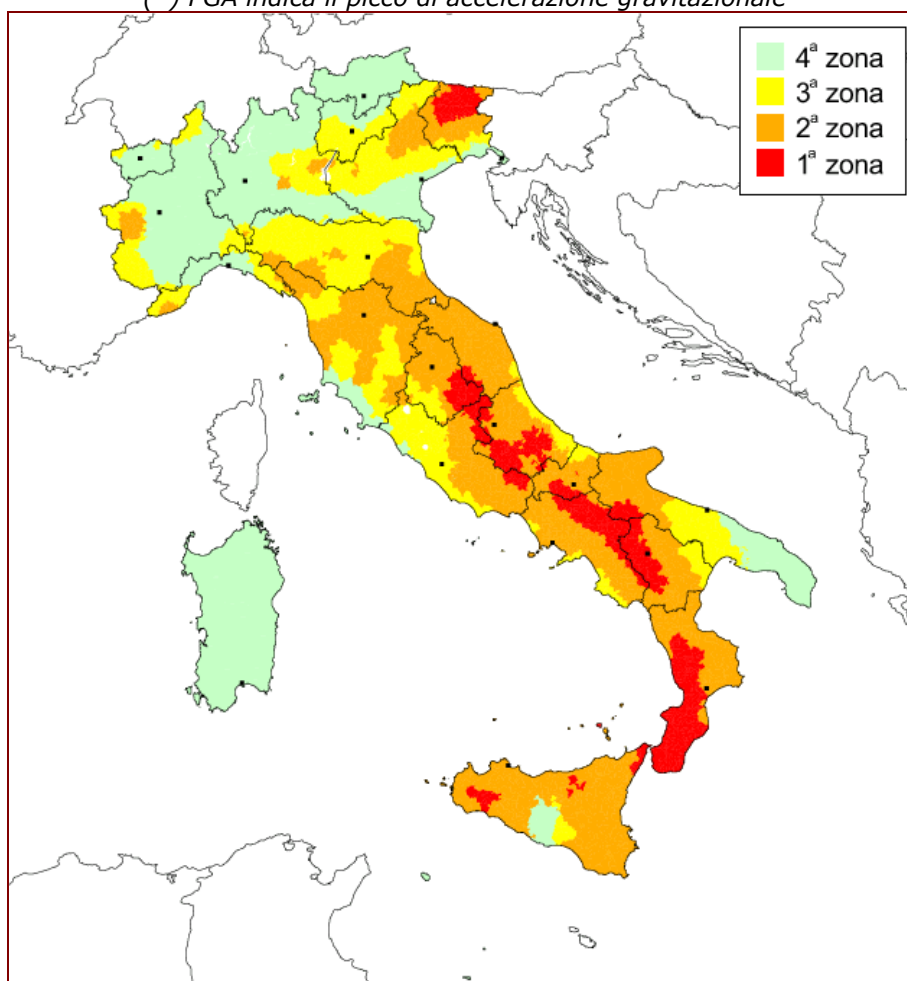 (*) PGA indica il picco di accelerazione gravitazionale
4ª zona
3ª zona
2ª zona
1ª zona